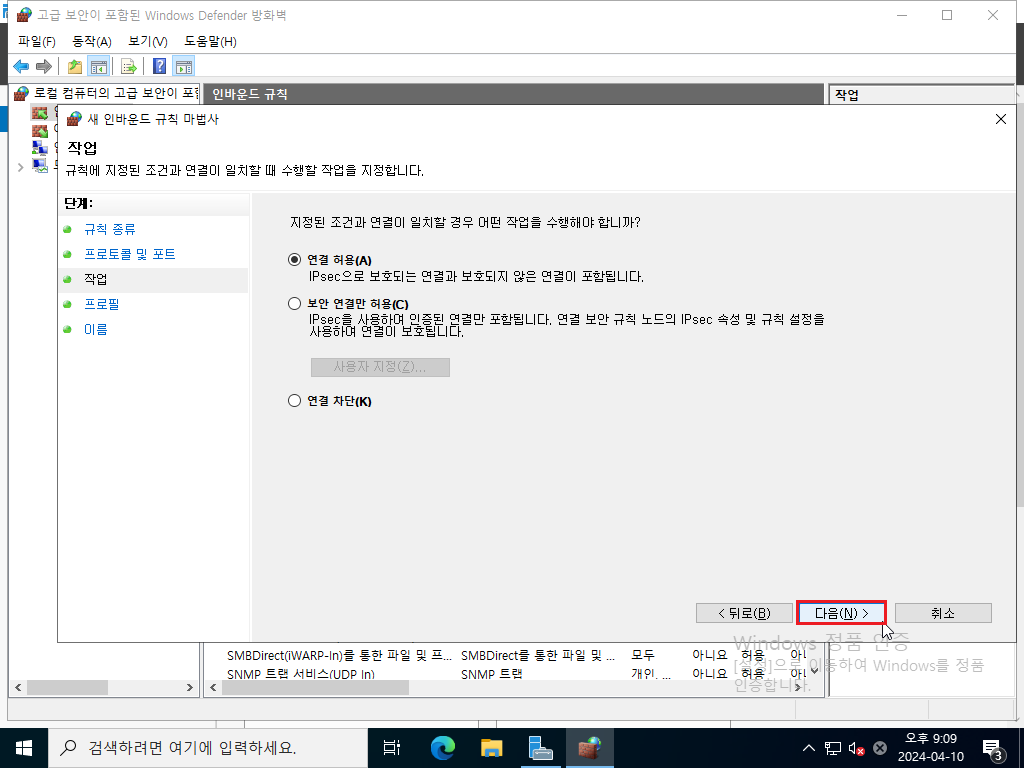 고급 보안이 포함된 Windows Defender 방화벽
파일(F) 동작(A) 보기(V) 도움말(H)
로컬 컴퓨터의 고급 보안이 포함
인바운드 규칙
작업
새 인바운드 규칙 마법사
작업
규칙에 지정된 조건과 연결이 일치할 때 수행할 작업을 지정합니다.
단계:
규칙 종류
프로토콜 및 포트
작업
프로필
이름
지정된 조건과 연결이 일치할 경우 어떤 작업을 수행해야 합니까?
연결 허용(A)
IPsec으로 보호되는 연결과 보호되지 않은 연결이 포함됩니다.
보안 연결만 허용(C)
IPsec을 사용하여 인증된 연결만 포함됩니다. 연결 보안 규칙 노드의 IPsec 속성 및 규칙 설정을
사용하여 연결이 보호됩니다.
사용자 지정(Z)...
연결 차단(K)
< 뒤로(B) 다음(N) > 취소
SMBDirect(iWARP-In)를 통한 파일 및 프... SMBDirect를 통한 파일 및 ... 모두 아니요 허용
SNMP 트랩 서비스(UDP In) SNMP 트랩 개인, ... 아니요 허용
Windows 정품 인증
[설정]으로 이동하여 Windows를 정품
인증합니다.
검색하려면 여기에 입력하세요.
오후 9:09
2024-04-10
3